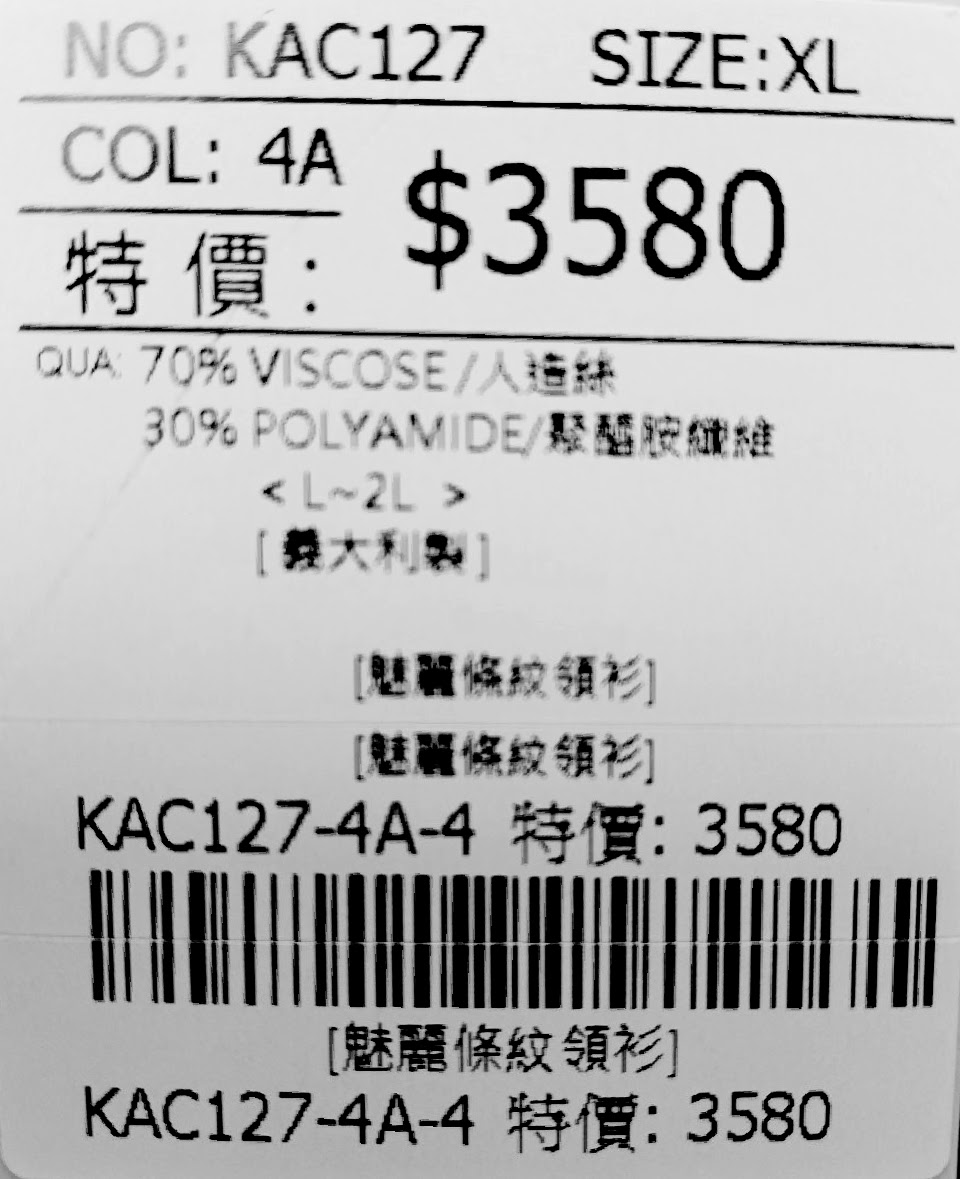 NO: KAC127 SIZE:XL
COL: 4A
$3580
特 價 :
QUA: 70% VISCOSE/人造絲
30% POLYAMIDE/聚醯胺纖維
< L~2L >
[ 義大利製 ]
[魅麗條紋領衫]
[魅麗條紋領衫]
KAC127-4A-4 特價: 3580
[魅麗條紋領衫]
KAC127-4A-4 特價: 3580